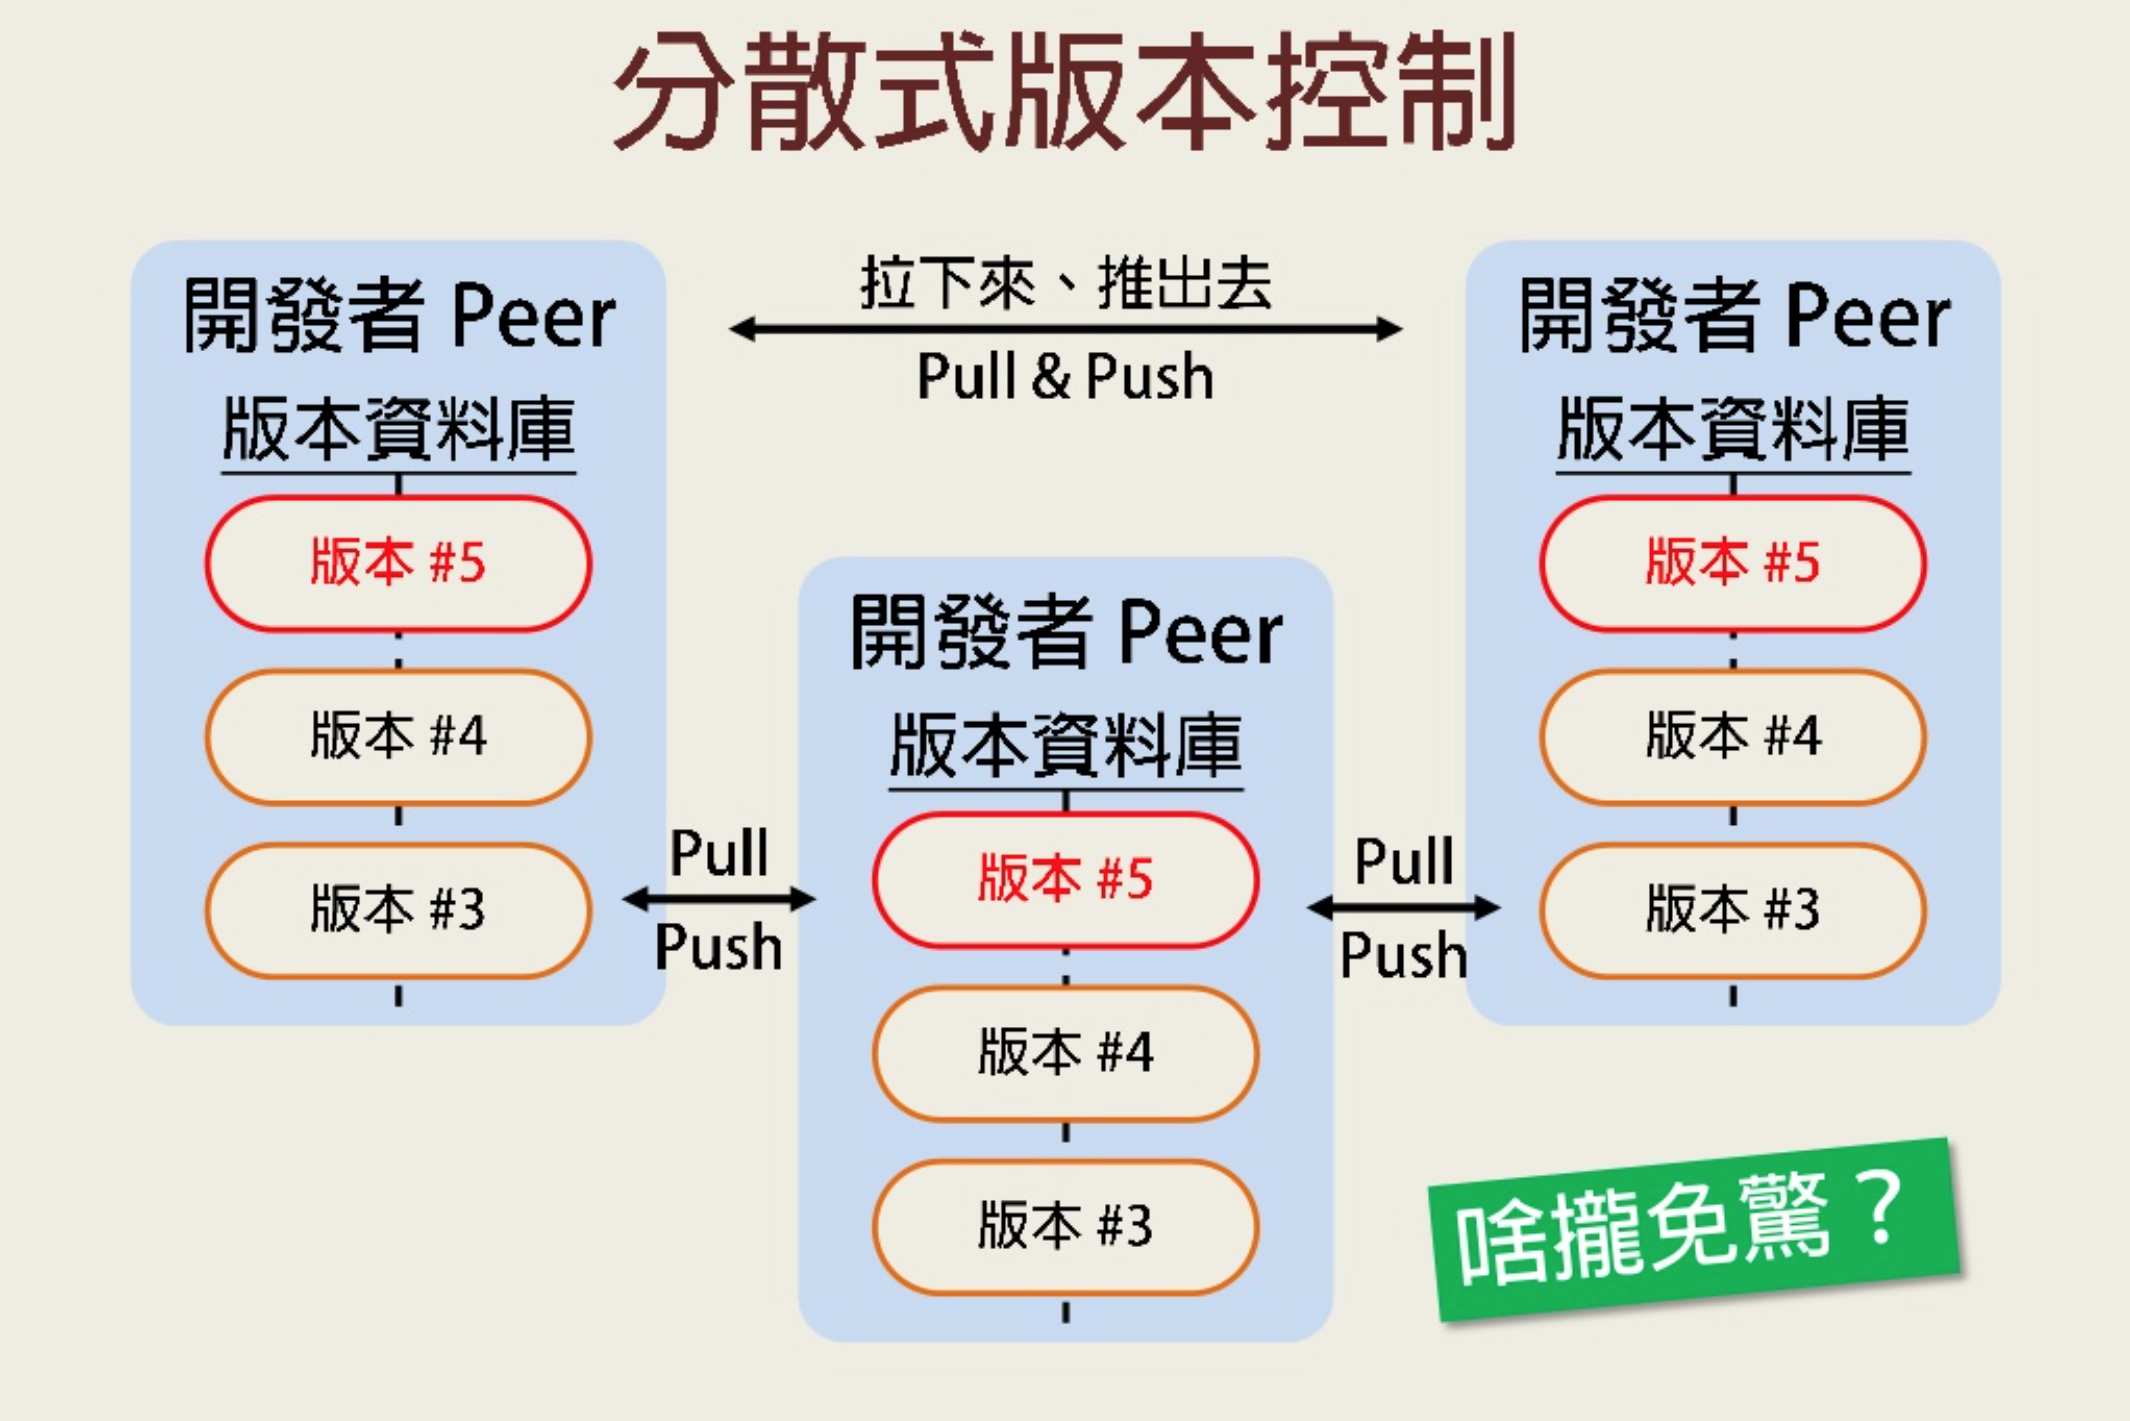 分散式版本控制
拉下來、推出去
Pull & Push
開發者 Peer
版本資料庫
版本 #5
版本 #4
版本 #3
Pull
Push
開發者 Peer
版本資料庫
版本 #5
版本 #4
版本 #3
Pull
Push
開發者 Peer
版本資料庫
版本 #5
版本 #4
版本 #3
啥攏免驚？